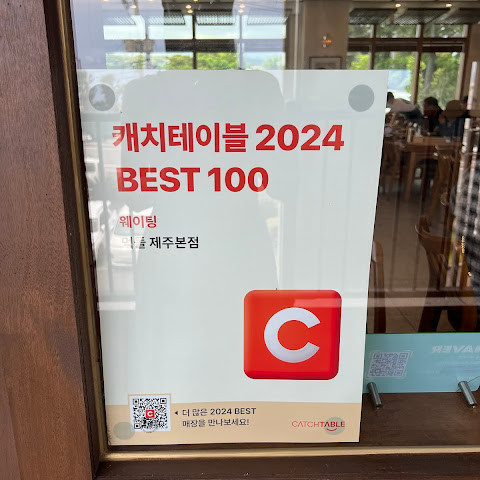 캐치테이블 2024
BEST 100
웨이팅
제주본점
C
더 많은 2024 BEST
매장을 만나보세요!
CATCHTABLE
NAVER